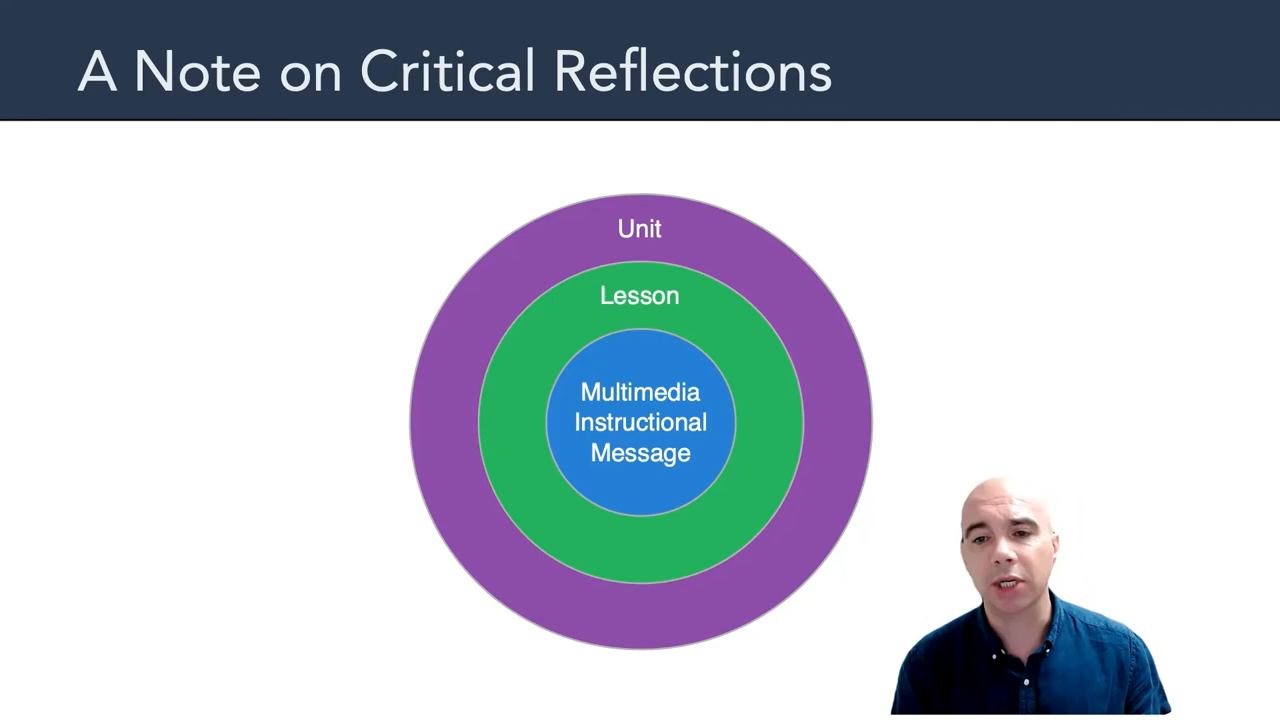 A Note on Critical Reflections
Unit
Lesson
Multimedia
Instructional
Message